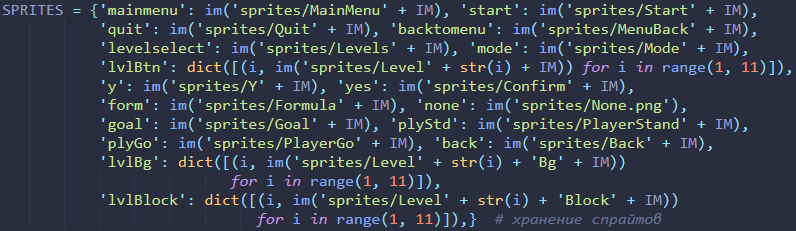 SPRITES = {'mainmenu': im('sprites/MainMenu' + IM), 'start': im('sprites/Start' + IM),
'quit': im('sprites/Quit' + IM), 'backtomenu': im('sprites/MenuBack' + IM),
'levelselect': im('sprites/Levels' + IM), 'mode': im('sprites/Mode' + IM),
'lvlBtn': dict([(i, im('sprites/Level' + str(i) + IM)) for i in range(1, 11)]),
'y': im('sprites/Y' + IM), 'yes': im('sprites/Confirm' + IM),
'form': im('sprites/Formula' + IM), 'none': im('sprites/None.png'),
'goal': im('sprites/Goal' + IM), 'plyStd': im('sprites/PlayerStand' + IM),
'plyGo': im('sprites/PlayerGo' + IM), 'back': im('sprites/Back' + IM),
'lvlBg': dict([(i, im('sprites/Level' + str(i) + 'Bg' + IM))
for i in range(1, 11)]),
'lvlBlock': dict([(i, im('sprites/Level' + str(i) + 'Block' + IM))
for i in range(1, 11)]),} # хранение спрайтов